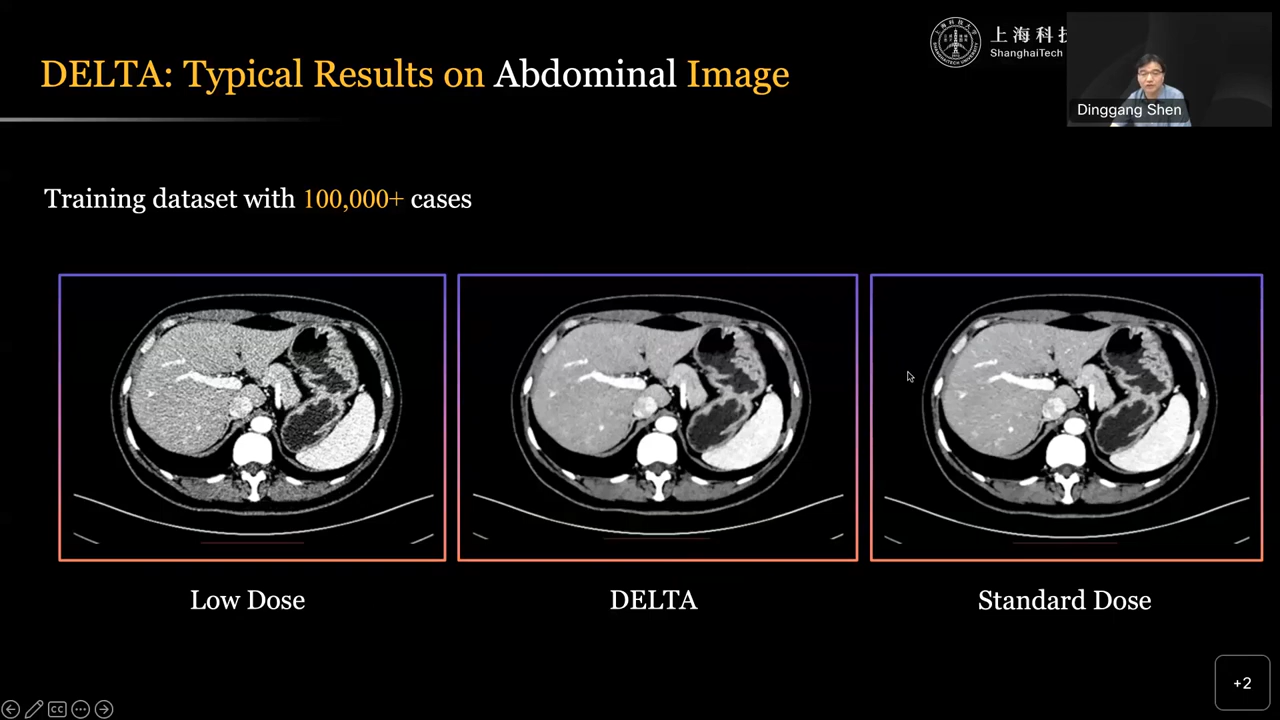 DELTA: Typical Results on Abdominal Image
上海科技
ShanghaiTech
Dinggang Shen
Training dataset with 100,000+ cases
Low Dose
DELTA
Standard Dose
CC
+2